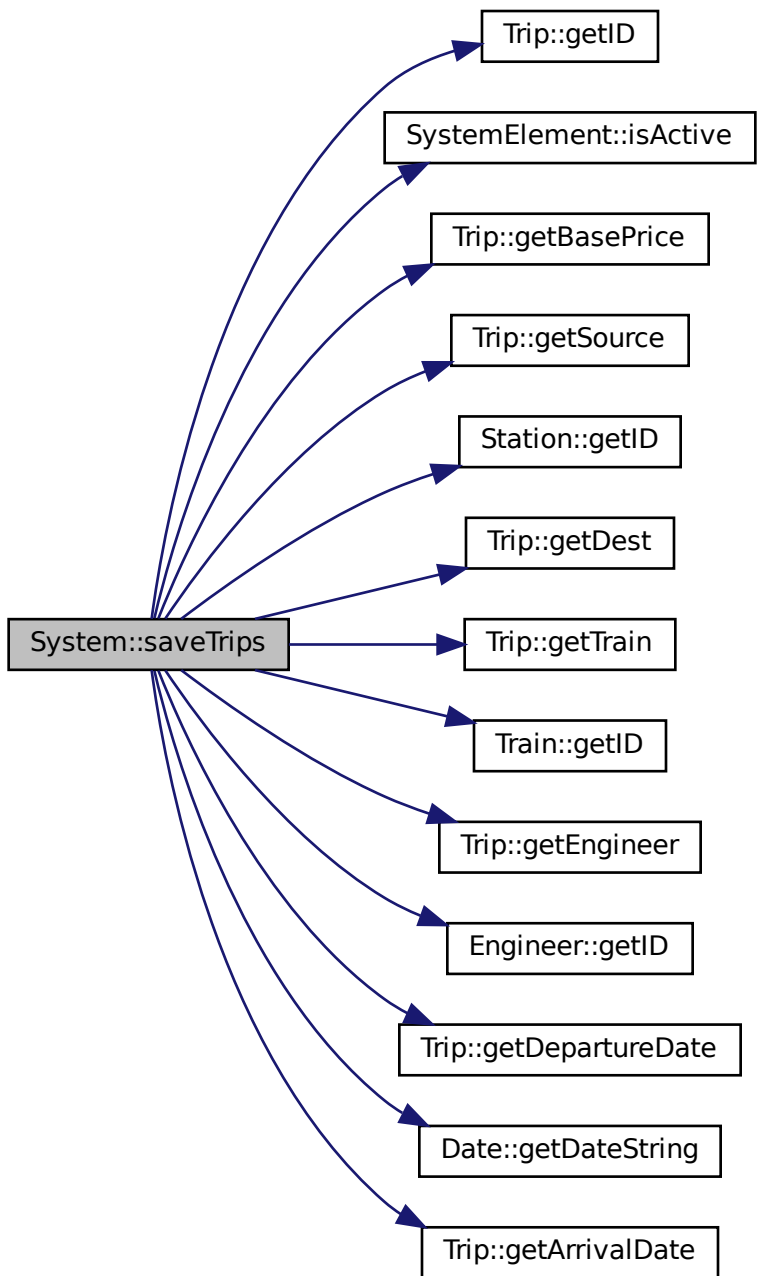 Trip::getID
SystemElement::isActive
Trip::getBasePrice
Trip::getSource
Station::getID
Trip::getDest
System::saveTrips
Trip::getTrain
Train::getID
Trip::getEngineer
Engineer::getID
Trip::getDepartureDate
Date::getDateString
Trip::getArrivalDate